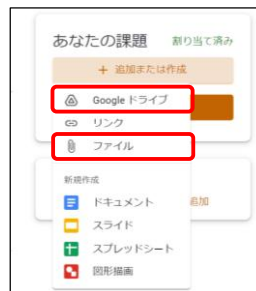 あなたの課題 割り当て済み
+ 追加または作成
Google ドライブ
リンク
ファイル
新規作成
ドキュメント
追加
スライド
スプレッドシート
図形描画